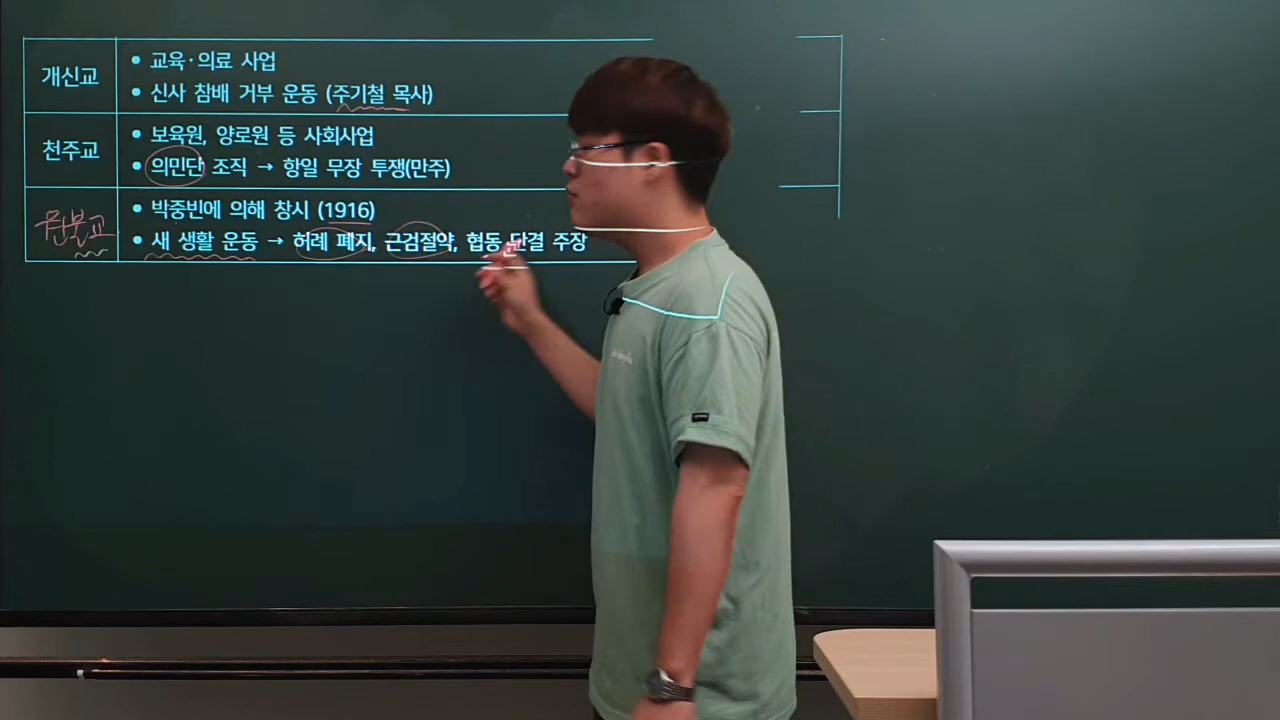 개신교
• 교육·의료 사업
• 신사 참배 거부 운동 (주기철 목사)
천주교
• 보육원, 양로원 등 사회사업
• 의민단 조직 → 항일 무장 투쟁(만주)
원불교
• 박중빈에 의해 창시 (1916)
• 새 생활 운동 → 허례 폐지, 근검절약, 협동 단결 주장